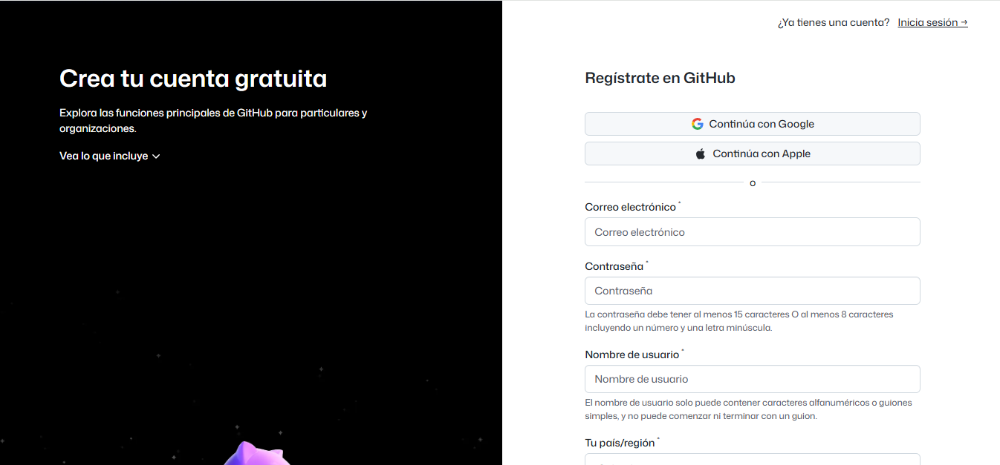 ¿Ya tienes una cuenta? Inicia sesión →
Crea tu cuenta gratuita
Explora las funciones principales de GitHub para particulares y
organizaciones.
Vea lo que incluye
Regístrate en GitHub
Continúa con Google
Continúa con Apple
o
Correo electrónico *
Correo electrónico
Contraseña *
Contraseña
La contraseña debe tener al menos 15 caracteres O al menos 8 caracteres
incluyendo un número y una letra minúscula.
Nombre de usuario *
Nombre de usuario
El nombre de usuario solo puede contener caracteres alfanuméricos o guiones
simples, y no puede comenzar ni terminar con un guion.
Tu país/región *